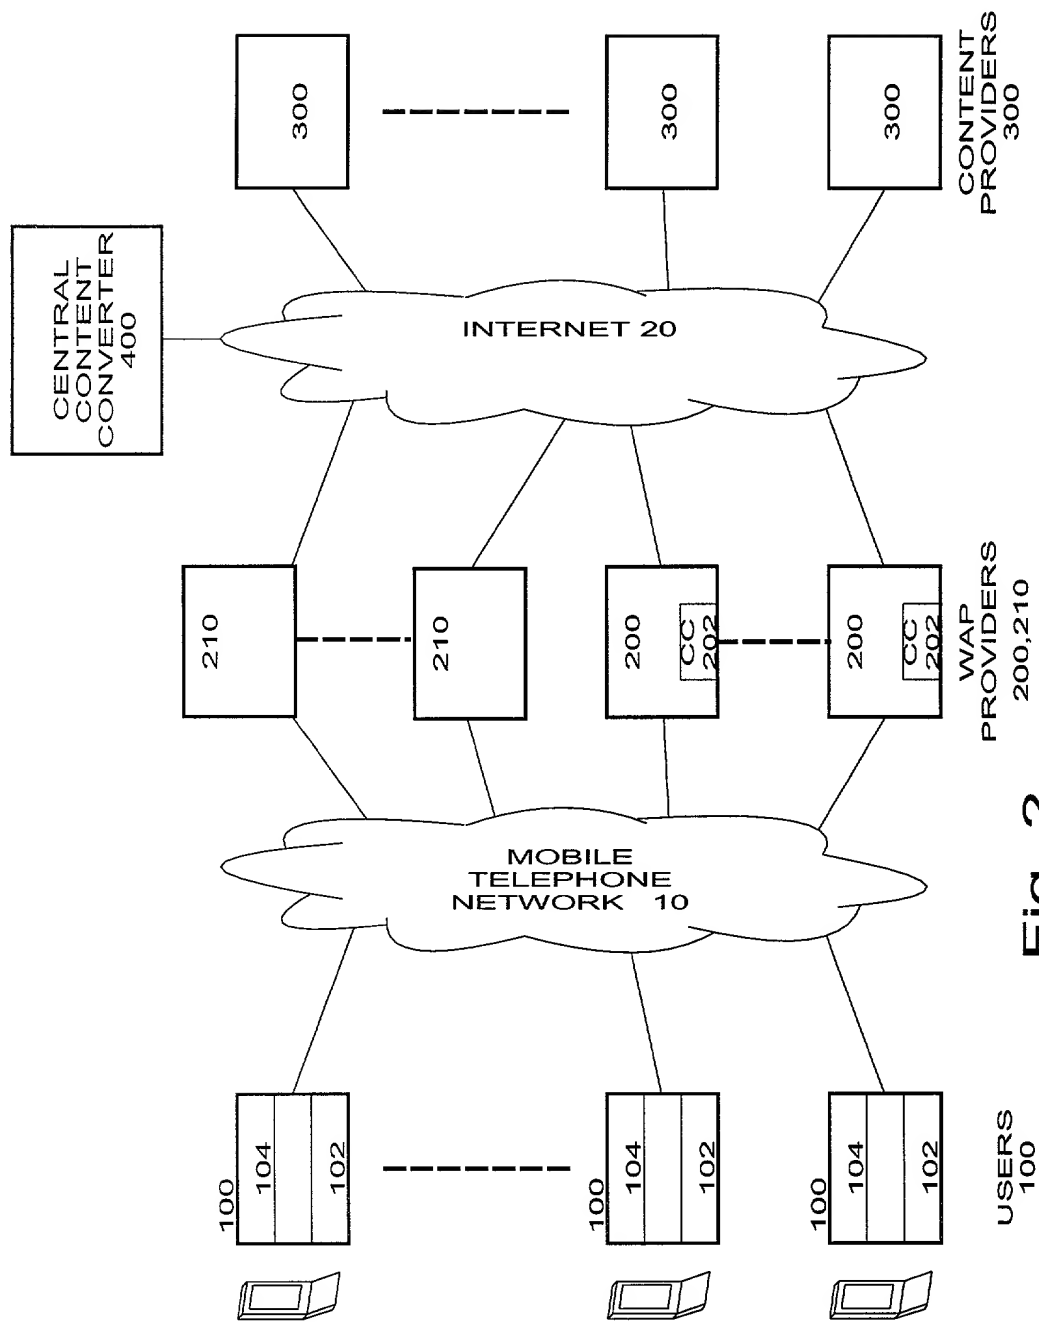 CENTRAL
CONTENT
CONVERTER
400
300
300
300
CONTENT
PROVIDERS
300
INTERNET 20
210
210
200
CC
202
200
CC
202
WAP
PROVIDERS
200,210
MOBILE
TELEPHONE
NETWORK 10
100
104
102
100
104
102
100
104
102
USERS
100
Fig. 2